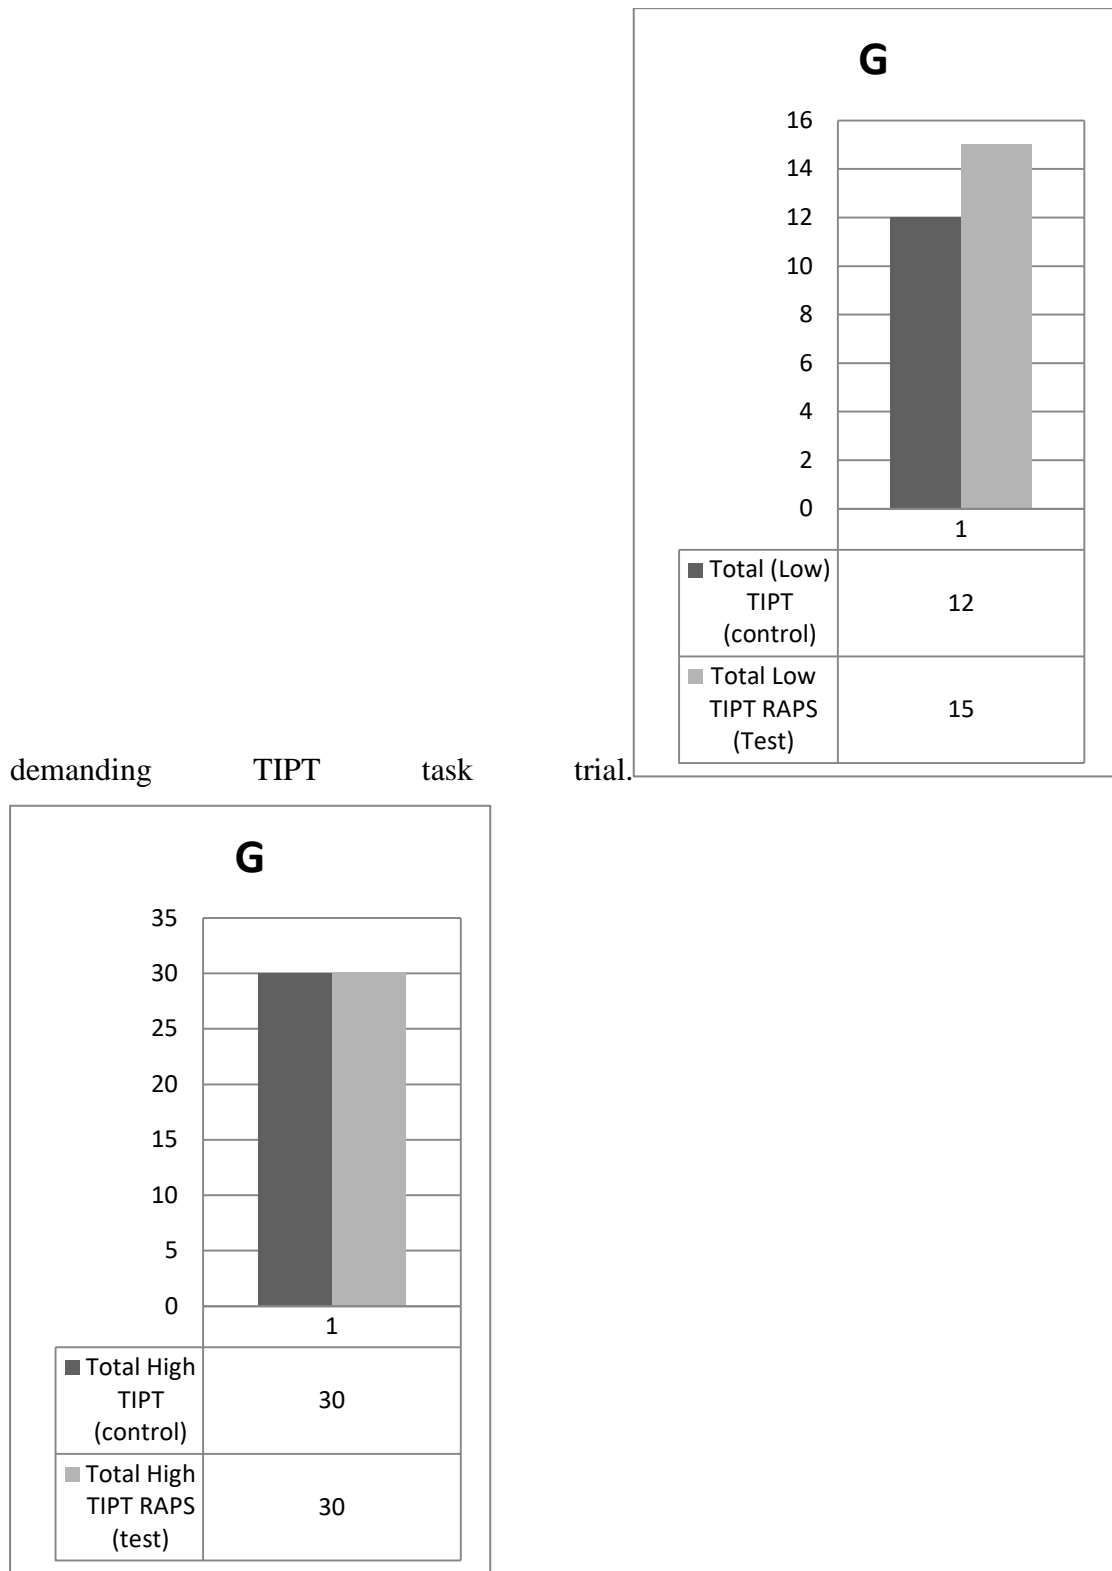 G
16
14
12
10
8
6
4
2
0
1
Total (Low)
TIPT
(control)
12
Total Low
TIPT RAPS
(Test)
15
demanding TIPT task trial.
G
35
30
25
20
15
10
5
0
1
Total High
TIPT
(control)
30
Total High
TIPT RAPS
(test)
30